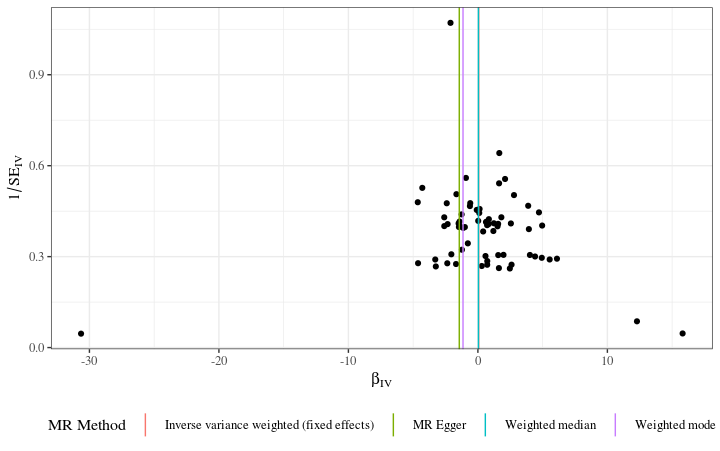 0.9
0.6
0.3
0.0
1/SE_IV
-30
-20
-10
0
10
β_IV
MR Method
Inverse variance weighted (fixed effects)
MR Egger
Weighted median
Weighted mode